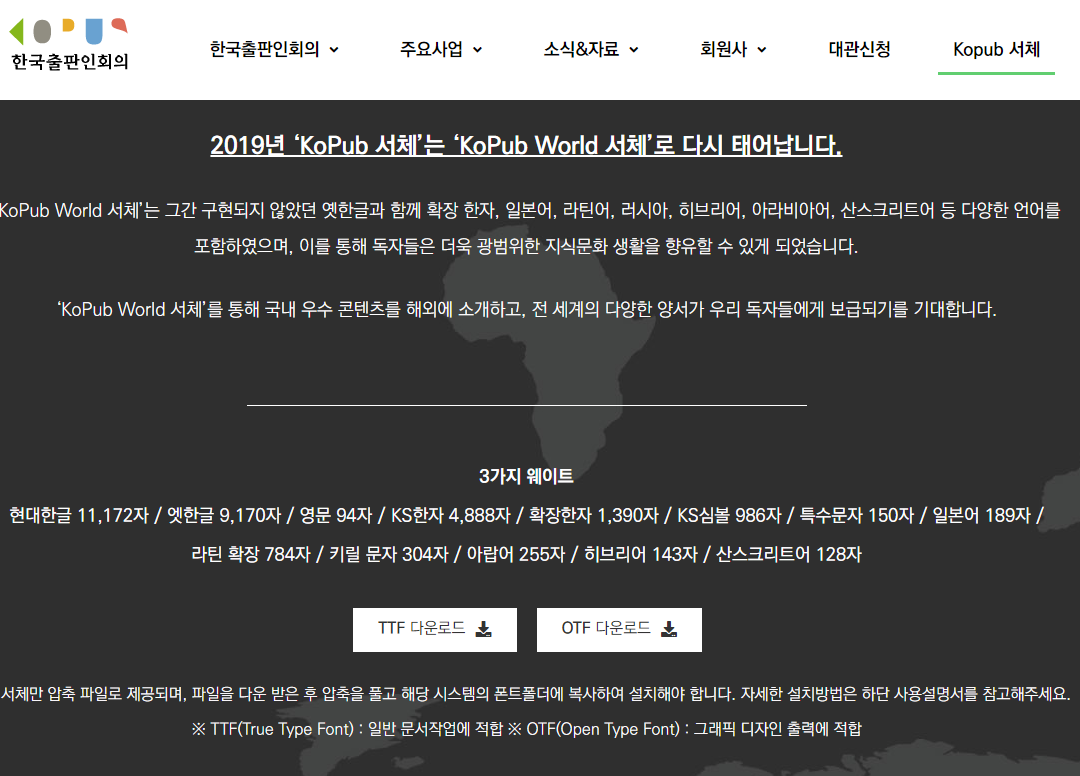 KOPUS
한국출판인회의
한국출판인회의 주요사업 소식&자료 회원사 대관신청 Kopub 서체
2019년 ‘KoPub 서체’는 ‘KoPub World 서체’로 다시 태어납니다.
KoPub World 서체’는 그간 구현되지 않았던 옛한글과 함께 확장 한자, 일본어, 라틴어, 러시아, 히브리어, 아라비아어, 산스크리트어 등 다양한 언어를
포함하였으며, 이를 통해 독자들은 더욱 광범위한 지식문화 생활을 향유할 수 있게 되었습니다.
‘KoPub World 서체’를 통해 국내 우수 콘텐츠를 해외에 소개하고, 전 세계의 다양한 양서가 우리 독자들에게 보급되기를 기대합니다.
3가지 웨이트
현대한글 11,172자 / 옛한글 9,170자 / 영문 94자 / KS한자 4,888자 / 확장한자 1,390자 / KS심볼 986자 / 특수문자 150자 / 일본어 189자 /
라틴 확장 784자 / 키릴 문자 304자 / 아랍어 255자 / 히브리어 143자 / 산스크리트어 128자
TTF 다운로드 OTF 다운로드
서체만 압축 파일로 제공되며, 파일을 다운 받은 후 압축을 풀고 해당 시스템의 폰트폴더에 복사하여 설치해야 합니다. 자세한 설치방법은 하단 사용설명서를 참고해주세요.
※ TTF(True Type Font) : 일반 문서작업에 적합 ※ OTF(Open Type Font) : 그래픽 디자인 출력에 적합